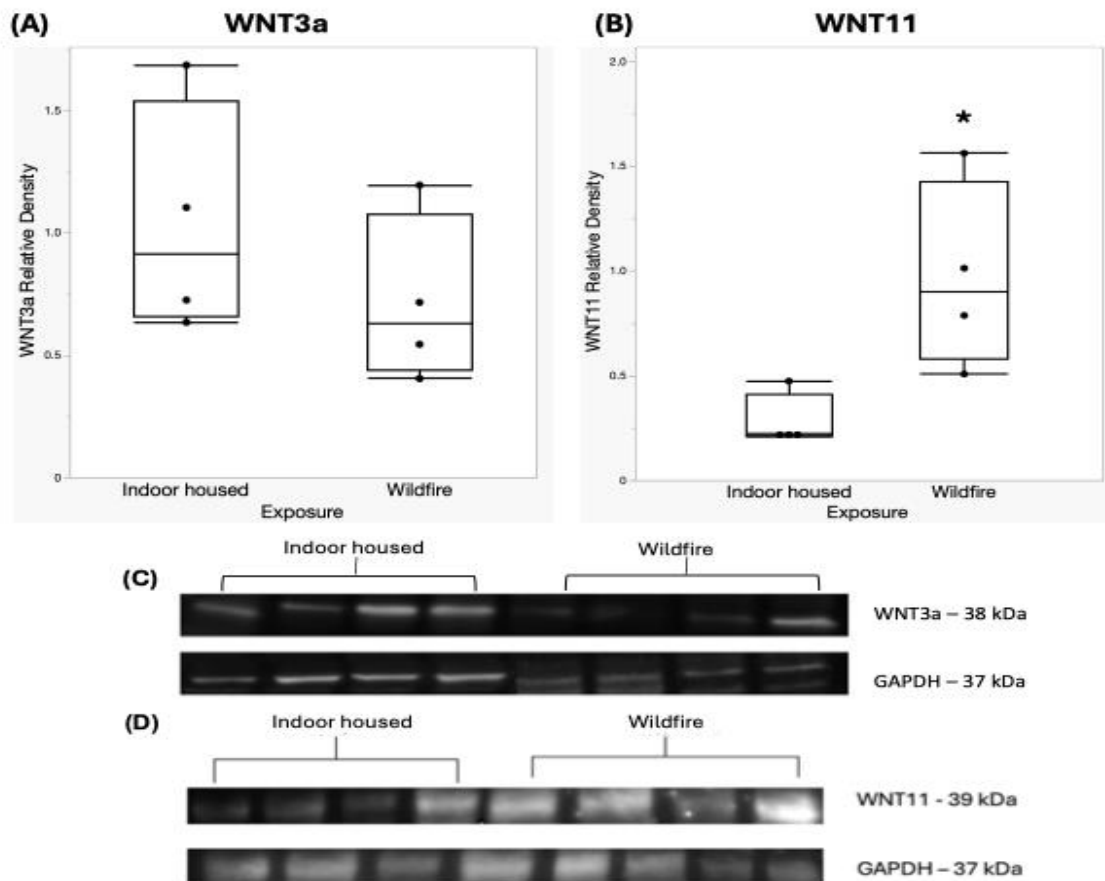 (A) WNT3a
WNT3a Relative Density
1.5
1.0
0.5
0
Indoor housed Wildfire
Exposure
(B) WNT11
WNT11 Relative Density
2.0
1.5
1.0
0.5
0
*
Indoor housed Wildfire
Exposure
(C) Indoor housed Wildfire
WNT3a – 38 kDa
GAPDH – 37 kDa
(D) Indoor housed Wildfire
WNT11 - 39 kDa
GAPDH – 37 kDa